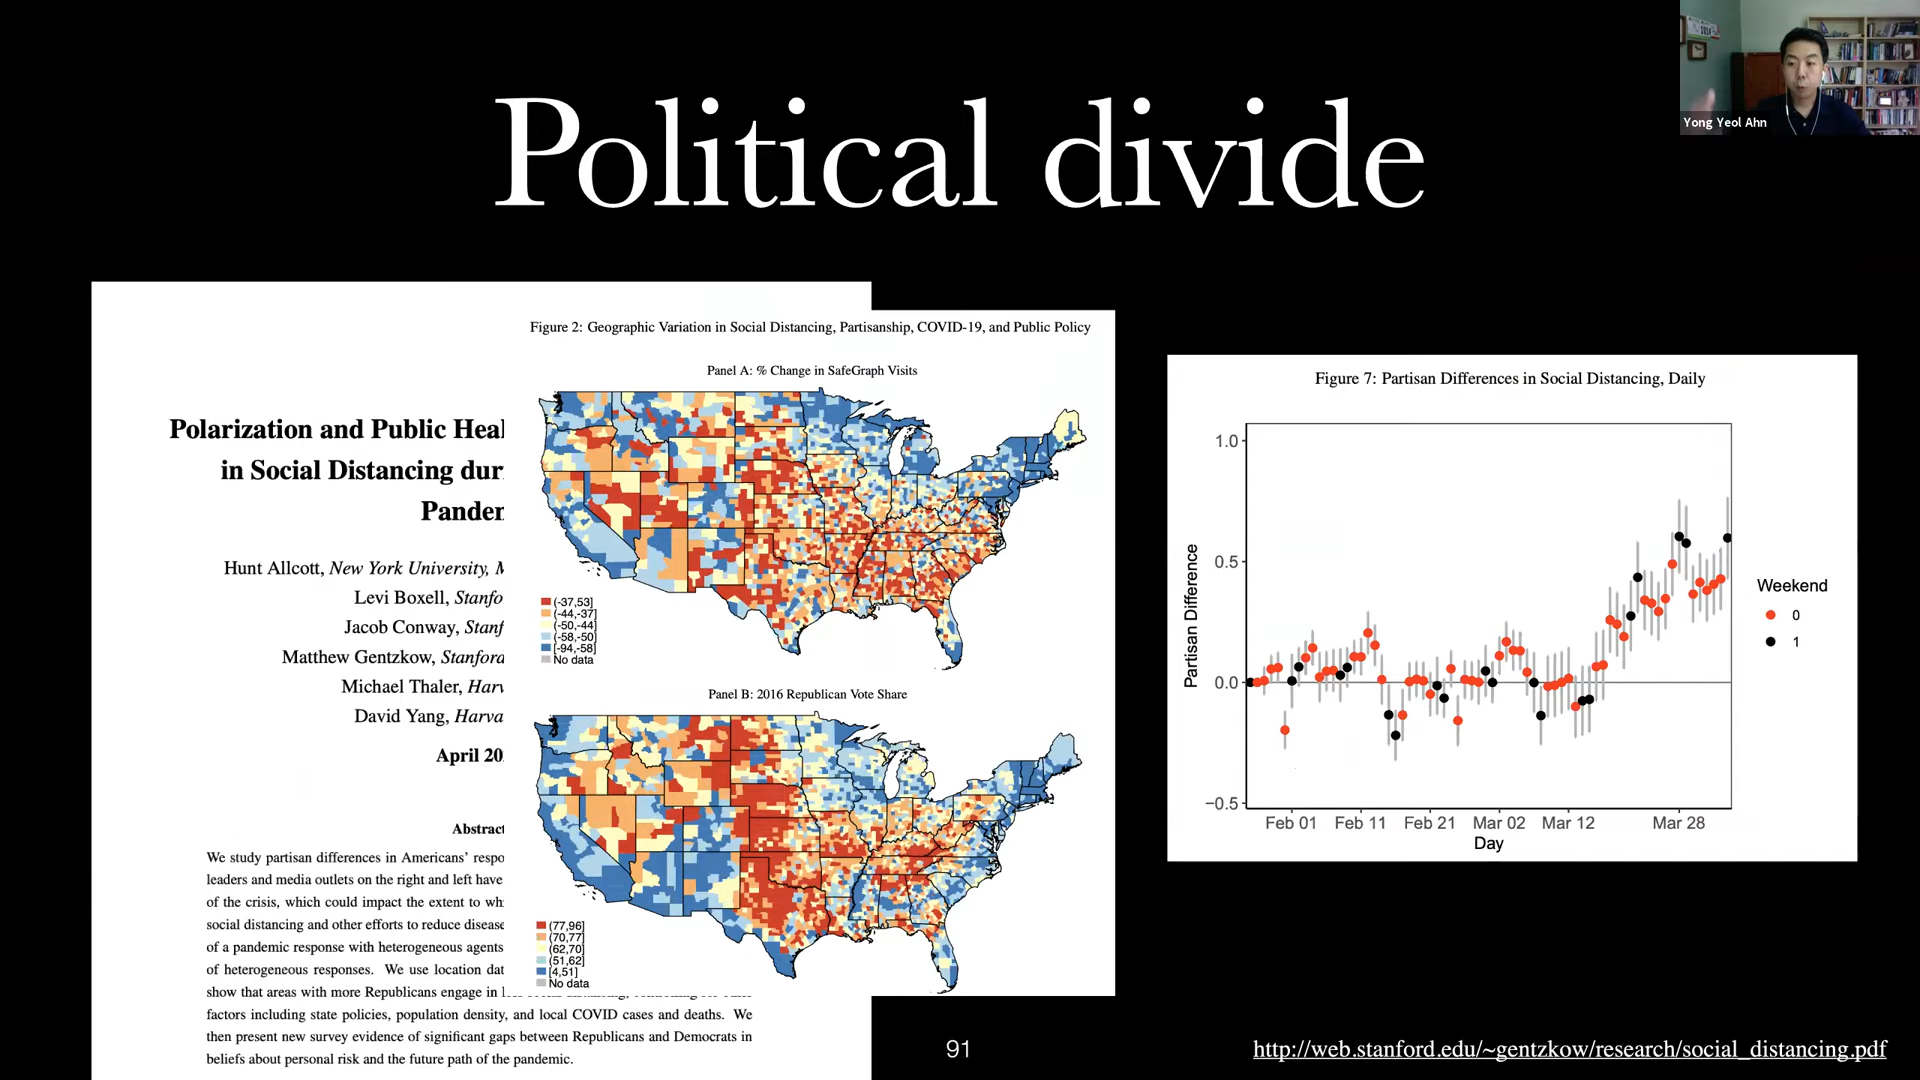 Political divide
Yong Yeol Ahn
Polarization and Public Heal
in Social Distancing dur
Pander
Hunt Allcott, New York University, M
Levi Boxell, Stanfo
Jacob Conway, Stanf
Matthew Gentzkow, Stanford
Michael Thaler, Harv
David Yang, Harva
April 20
Abstract
We study partisan differences in Americans' respo
leaders and media outlets on the right and left have
of the crisis, which could impact the extent to wh
social distancing and other efforts to reduce disease
of a pandemic response with heterogeneous agents
of heterogeneous responses. We use location dat
show that areas with more Republicans engage in
factors including state policies, population density, and local COVID cases and deaths. We
then present new survey evidence of significant gaps between Republicans and Democrats in
beliefs about personal risk and the future path of the pandemic.
Figure 2: Geographic Variation in Social Distancing, Partisanship, COVID-19, and Public Policy
Panel A: % Change in SafeGraph Visits
(-37,53]
(-44,-37]
(-50,-44]
(-58,-50]
[-94,-58]
No data
Panel B: 2016 Republican Vote Share
(77,96]
(70,77]
(62,70]
(51,62]
[4,51]
No data
Figure 7: Partisan Differences in Social Distancing, Daily
Partisan Difference
1.0
0.5
0.0
−0.5
Feb 01 Feb 11 Feb 21 Mar 02 Mar 12 Mar 28
Day
Weekend
0
1
91
http://web.stanford.edu/~gentzkow/research/social_distancing.pdf